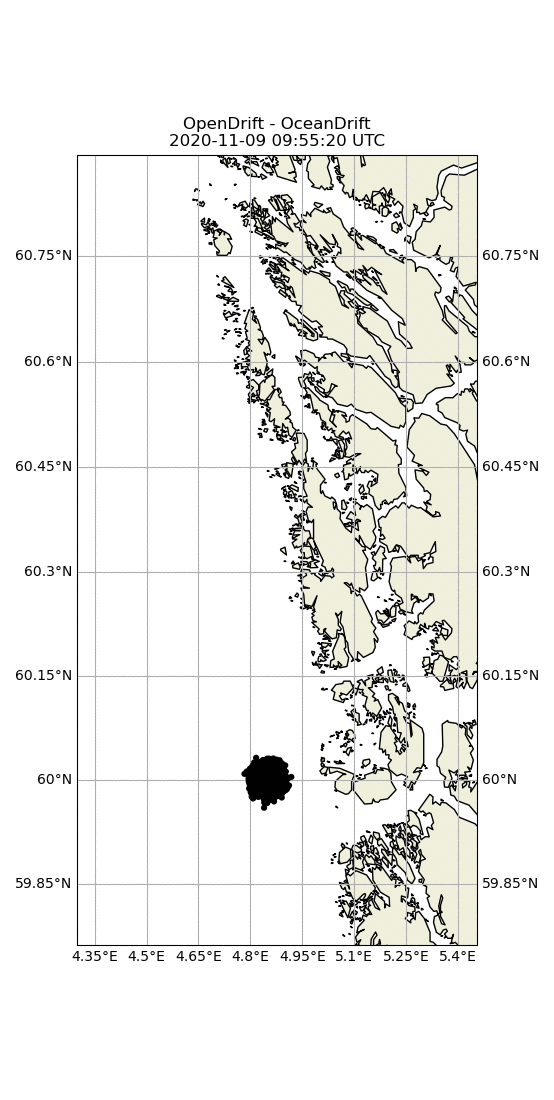 OpenDrift - OceanDrift
2020-11-09 09:55:20 UTC
60.75°N 60.75°N
60.6°N 60.6°N
60.45°N 60.45°N
60.3°N 60.3°N
60.15°N 60.15°N
60°N 60°N
59.85°N 59.85°N
4.35°E 4.5°E 4.65°E 4.8°E 4.95°E 5.1°E 5.25°E 5.4°E